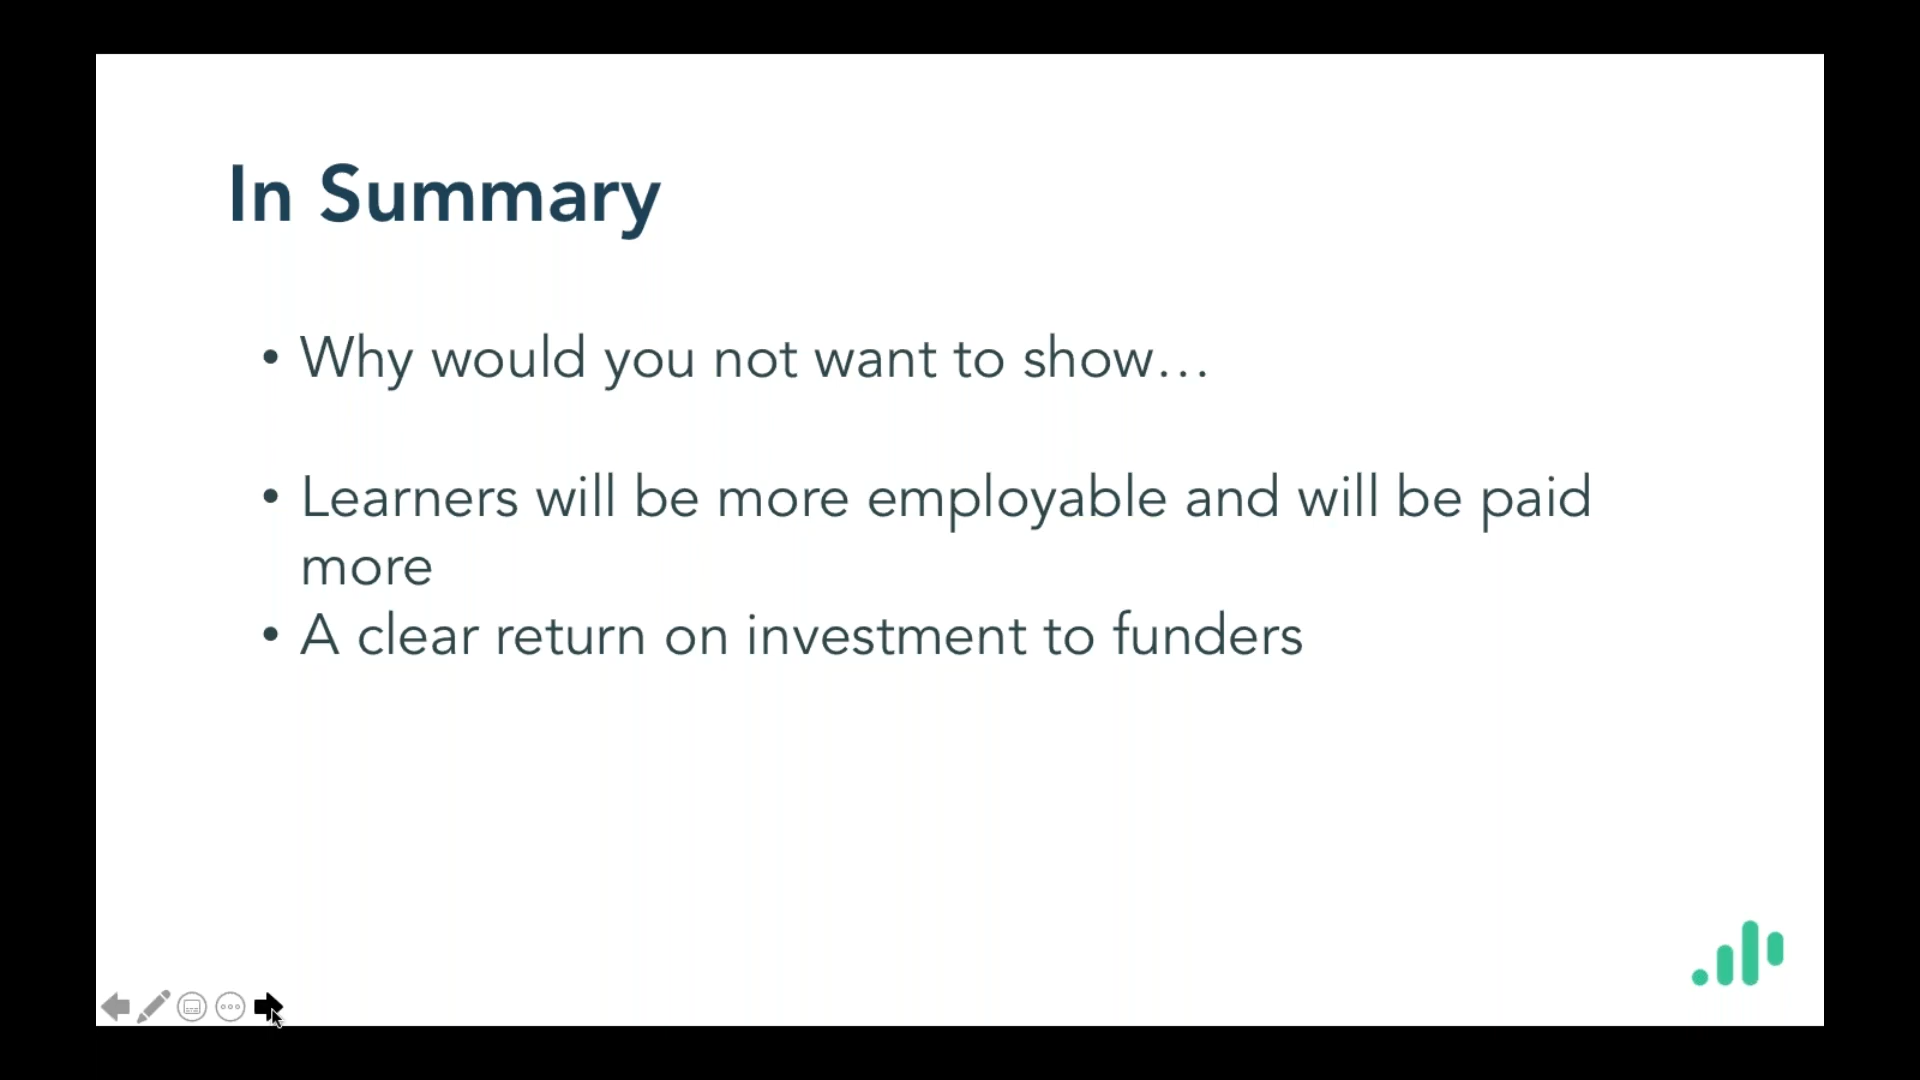 In Summary
• Why would you not want to show…
• Learners will be more employable and will be paid
more
• A clear return on investment to funders